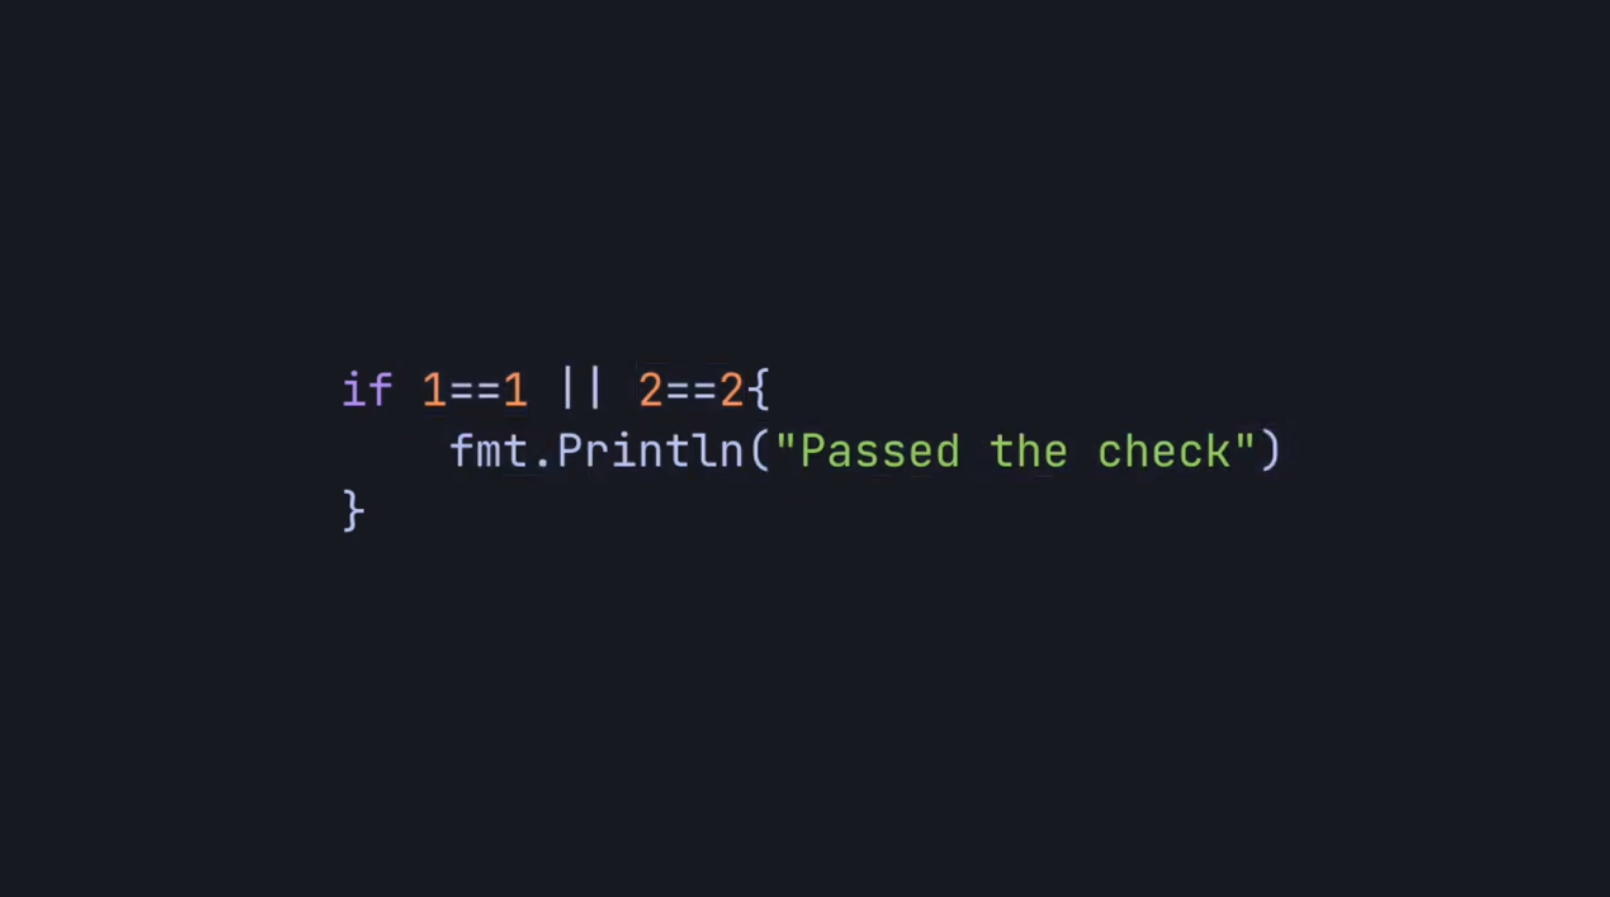 if 1==1 || 2==2{
    fmt.Println("Passed the check")
}